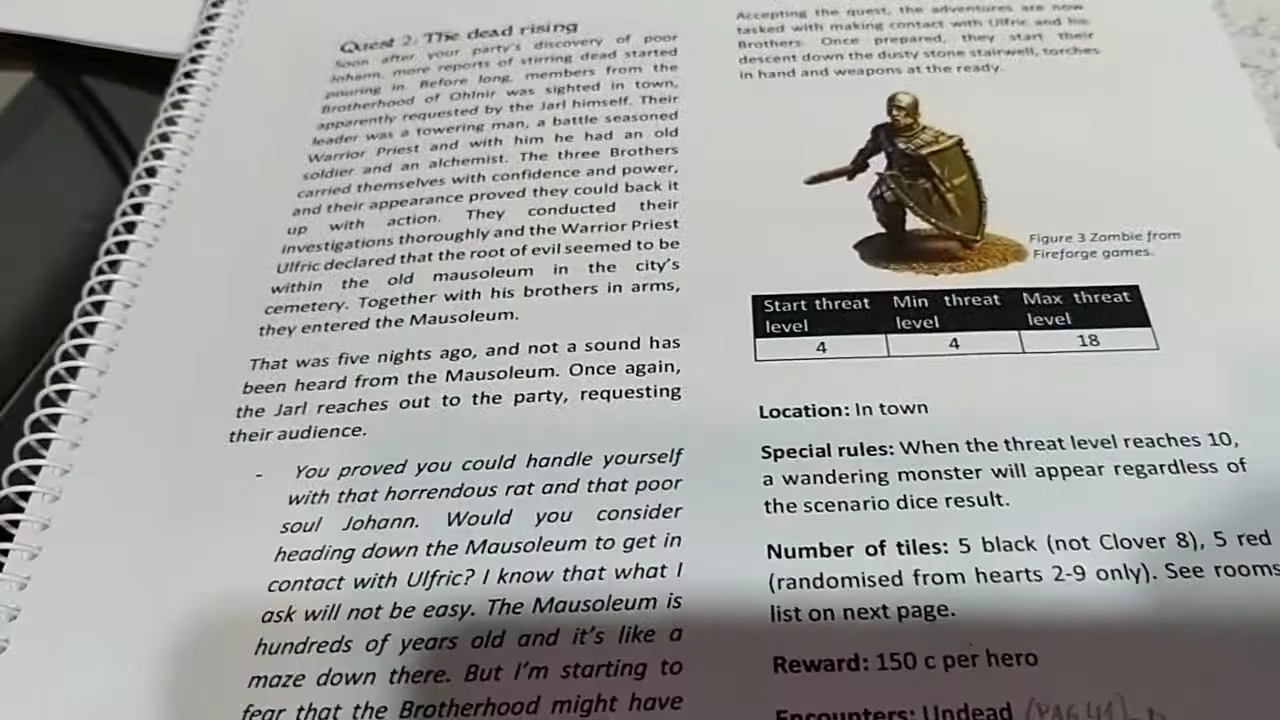 Quest 2: The dead rising
Soon after your party's discovery of poor
Johann, more reports of stirring dead started
pouring in. Before long, members from the
Brotherhood of Ohlnir was sighted in town,
apparently requested by the Jarl himself. Their
leader was a towering man, a battle seasoned
Warrior Priest and with him he had an old
soldier and an alchemist. The three Brothers
carried themselves with confidence and power,
and their appearance proved they could back it
up with action. They conducted their
investigations thoroughly and the Warrior Priest
Ulfric declared that the root of evil seemed to be
within the old mausoleum in the city's
cemetery. Together with his brothers in arms,
they entered the Mausoleum.
That was five nights ago, and not a sound has
been heard from the Mausoleum. Once again,
the Jarl reaches out to the party, requesting
their audience.
- You proved you could handle yourself
with that horrendous rat and that poor
soul Johann. Would you consider
heading down the Mausoleum to get in
contact with Ulfric? I know that what I
ask will not be easy. The Mausoleum is
hundreds of years old and it's like a
maze down there. But I'm starting to
fear that the Brotherhood might have
Accepting the quest, the adventures are now
tasked with making contact with Ulfric and his
Brothers. Once prepared, they start their
descent down the dusty stone stairwell, torches
in hand and weapons at the ready.
Figure 3 Zombie from
Fireforge games.
Start threat level Min threat level Max threat level
4 4 18
Location: In town
Special rules: When the threat level reaches 10,
a wandering monster will appear regardless of
the scenario dice result.
Number of tiles: 5 black (not Clover 8), 5 red
(randomised from hearts 2-9 only). See rooms
list on next page.
Reward: 150 c per hero
Encounters: Undead (PAG 41)